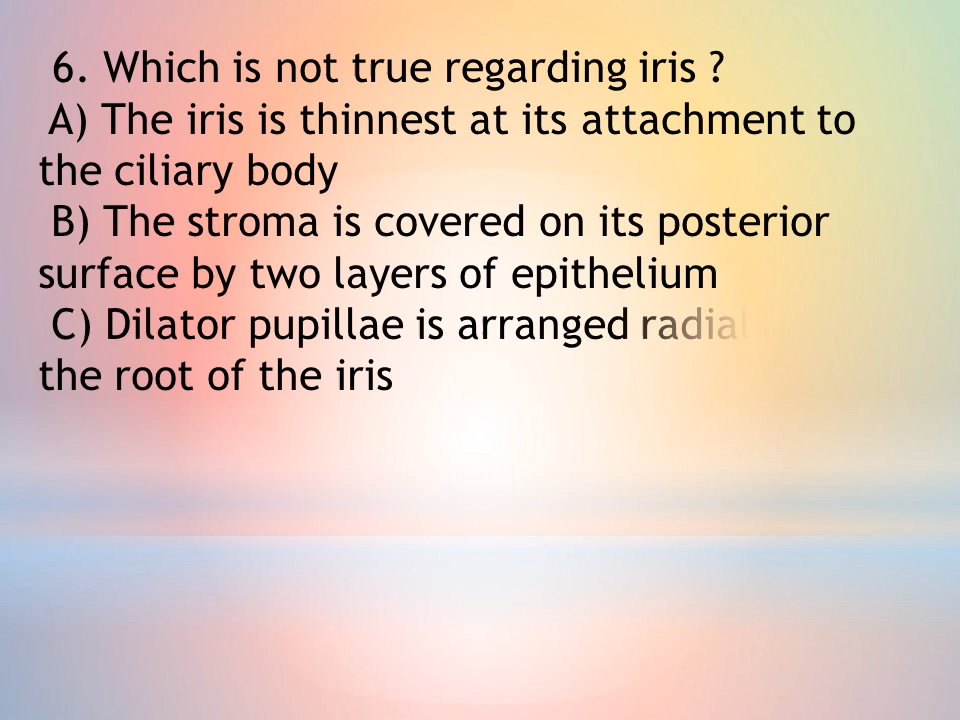 6. Which is not true regarding iris ?
A) The iris is thinnest at its attachment to
the ciliary body
B) The stroma is covered on its posterior
surface by two layers of epithelium
C) Dilator pupillae is arranged
the root of the iris